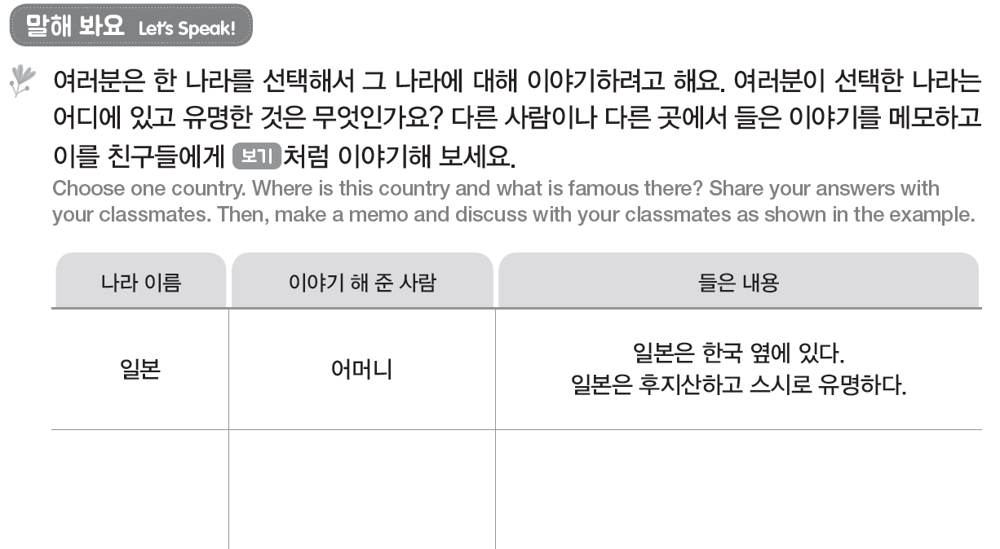 말해 봐요 Let's Speak!
여러분은 한 나라를 선택해서 그 나라에 대해 이야기하려고 해요. 여러분이 선택한 나라는
어디에 있고 유명한 것은 무엇인가요? 다른 사람이나 다른 곳에서 들은 이야기를 메모하고
이를 친구들에게 보기처럼 이야기해 보세요.
Choose one country. Where is this country and what is famous there? Share your answers with
your classmates. Then, make a memo and discuss with your classmates as shown in the example.
나라 이름 이야기 해 준 사람 들은 내용
일본 어머니 일본은 한국 옆에 있다.
일본은 후지산하고 스시로 유명하다.